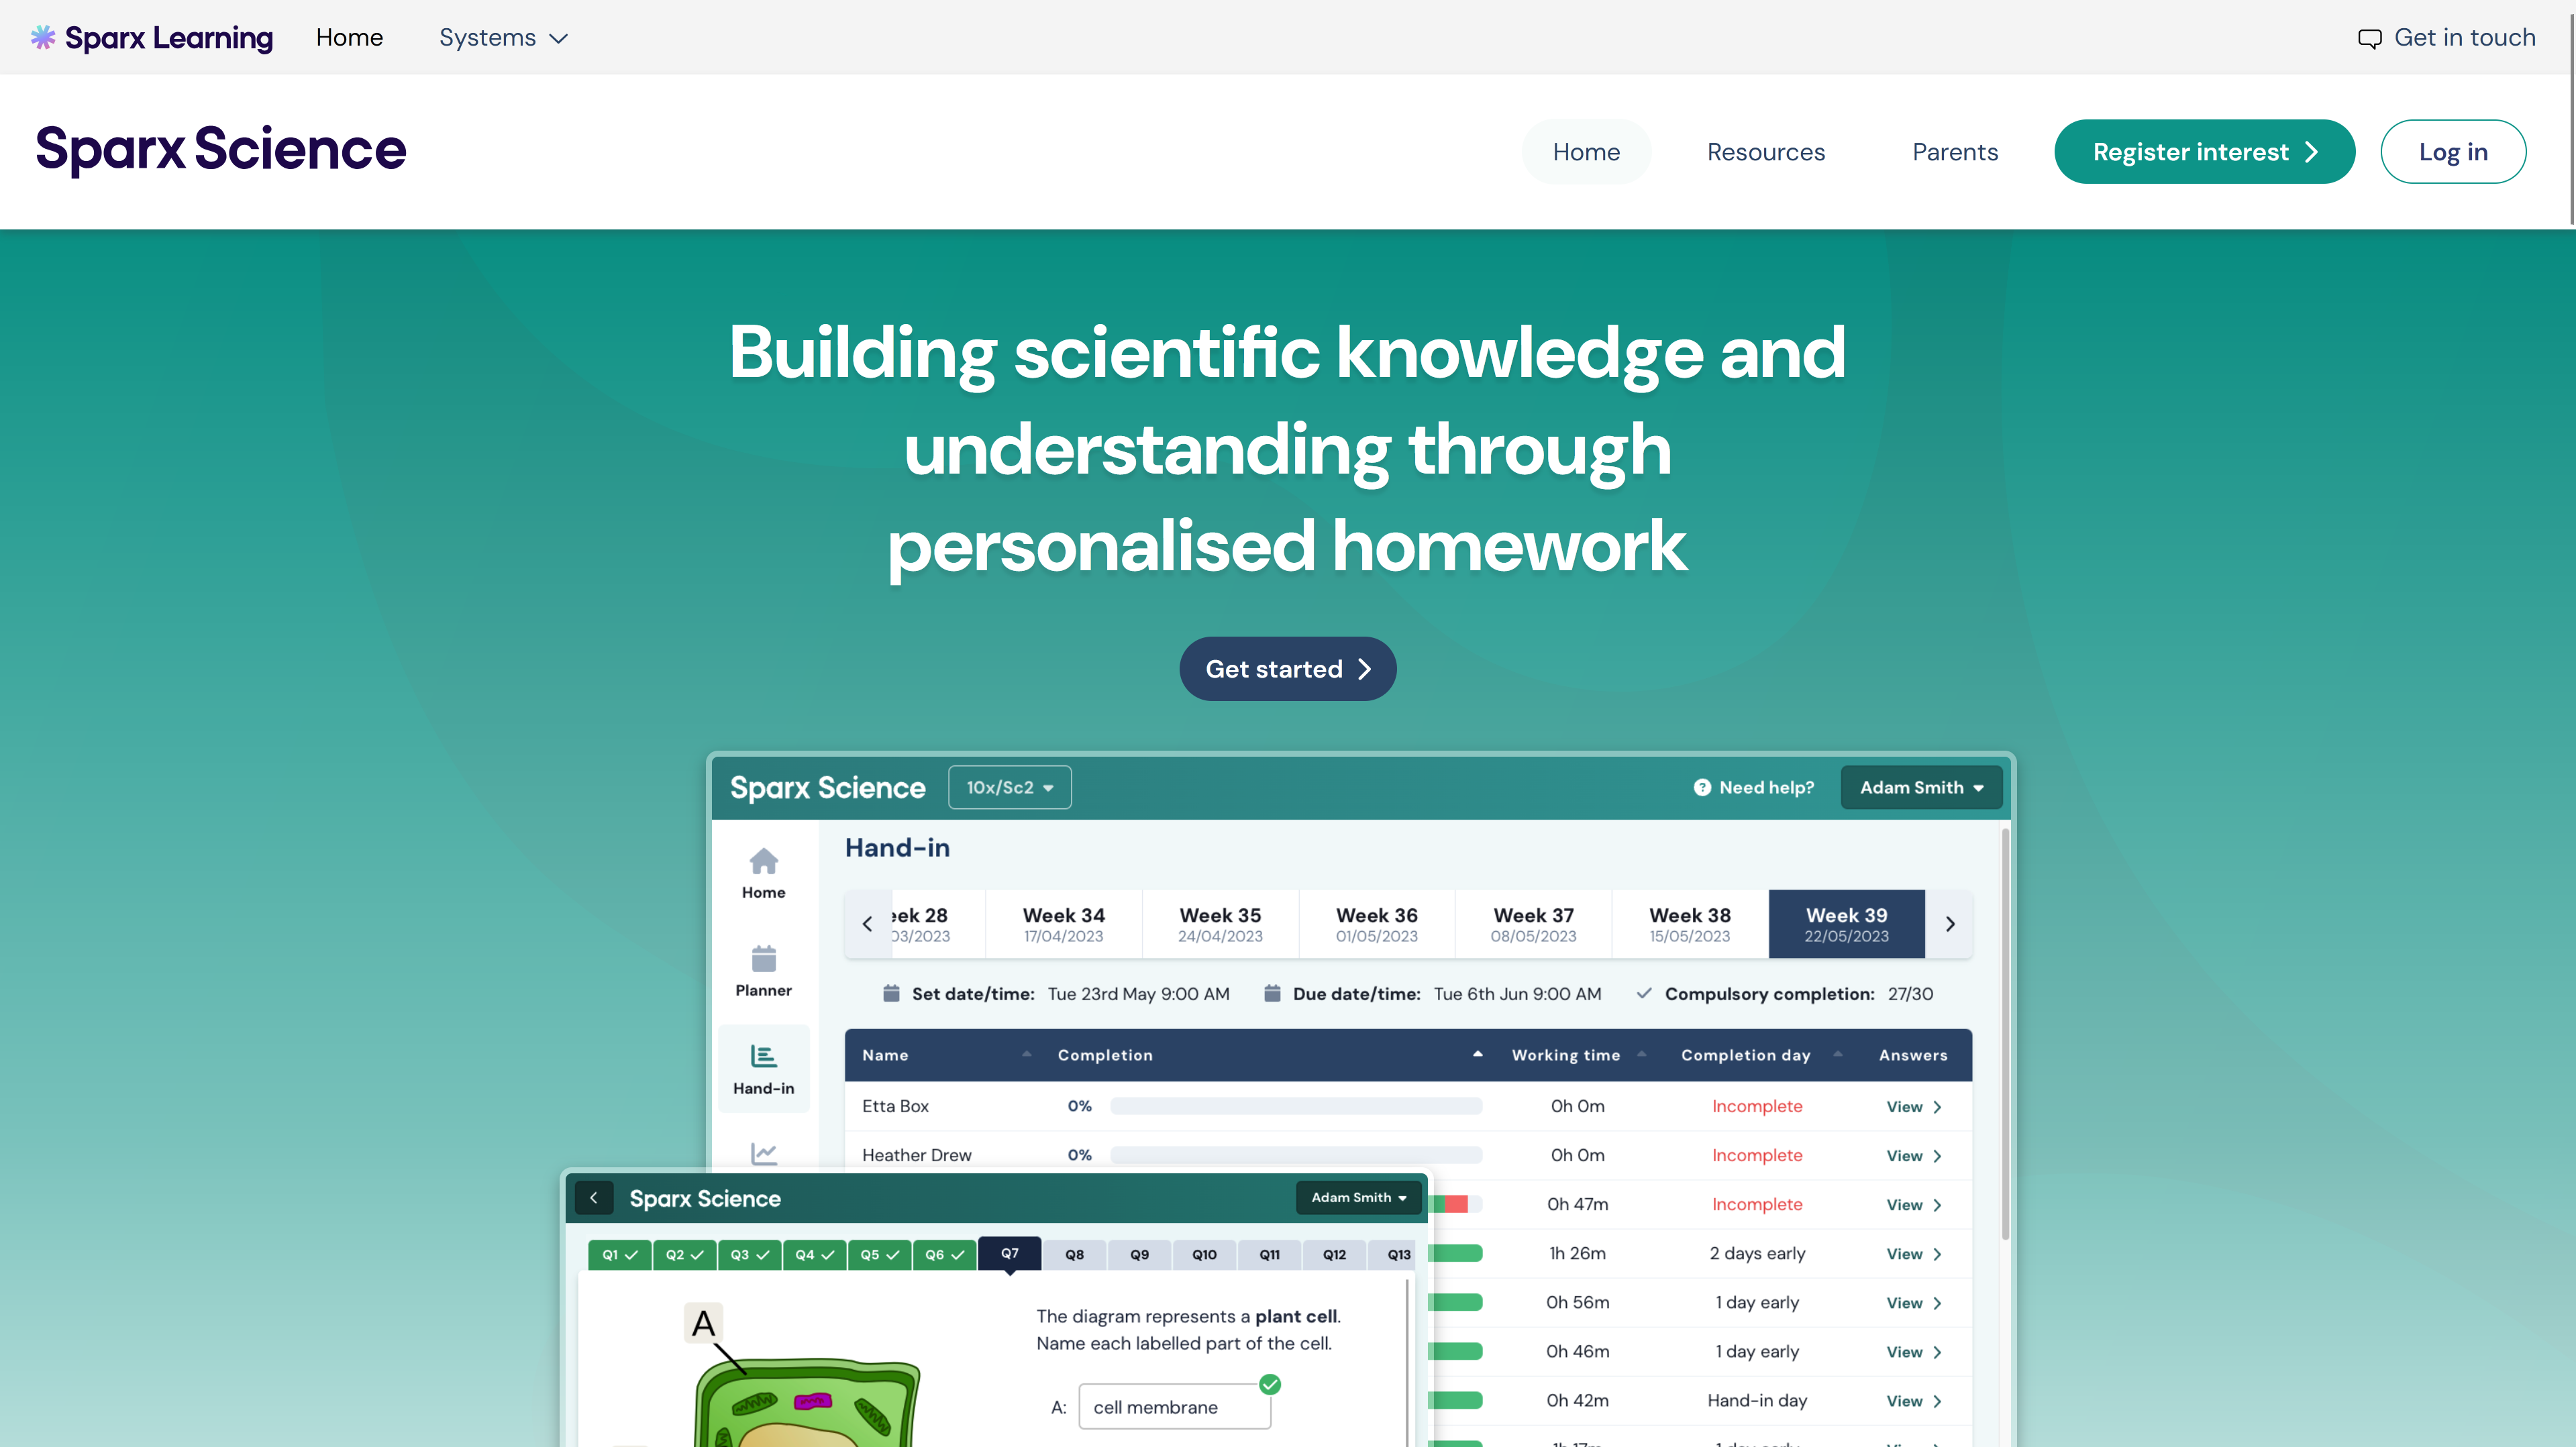 Sparx Learning Home Systems Get in touch
Sparx Science Home Resources Parents Register interest Log in
Building scientific knowledge and
understanding through
personalised homework
Get started
Sparx Science 10x/Sc2 Need help? Adam Smith
Hand-in
Home
Planner
Hand-in
eek 28 Week 34 Week 35 Week 36 Week 37 Week 38 Week 39
03/2023 17/04/2023 24/04/2023 01/05/2023 08/05/2023 15/05/2023 22/05/2023
Set date/time: Tue 23rd May 9:00 AM Due date/time: Tue 6th Jun 9:00 AM Compulsory completion: 27/30
Name Completion Working time Completion day Answers
Etta Box 0% 0h 0m Incomplete View
Heather Drew 0% 0h 0m Incomplete View
0h 47m Incomplete View
1h 26m 2 days early View
0h 56m 1 day early View
0h 46m 1 day early View
0h 42m Hand-in day View
Sparx Science Adam Smith
Q1 Q2 Q3 Q4 Q5 Q6 Q7 Q8 Q9 Q10 Q11 Q12 Q13
A
The diagram represents a plant cell.
Name each labelled part of the cell.
A: cell membrane